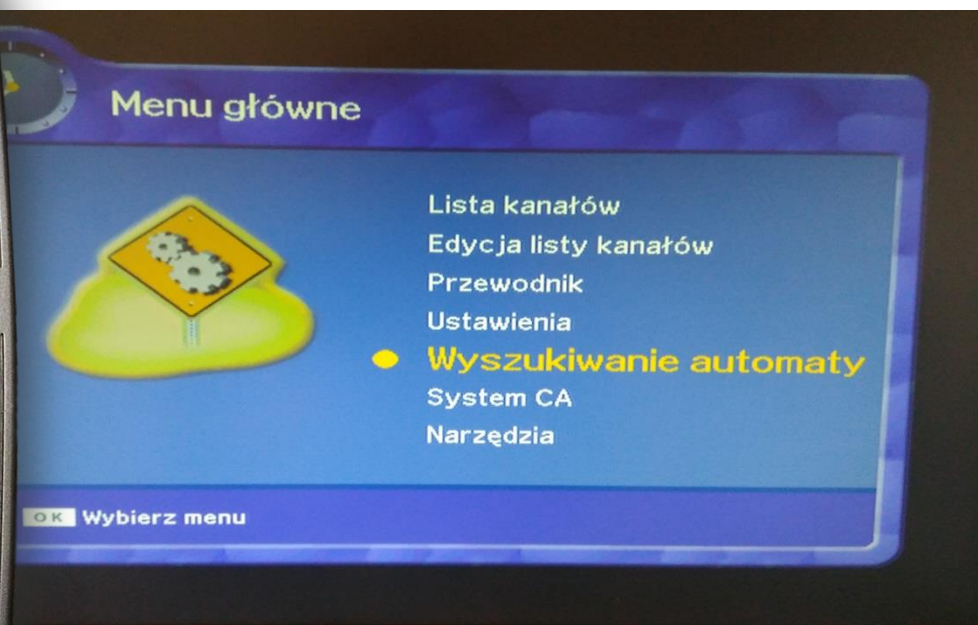 Menu główne
Lista kanałów
Edycja listy kanałów
Przewodnik
Ustawienia
Wyszukiwanie automaty
System CA
Narzędzia
OK Wybierz menu